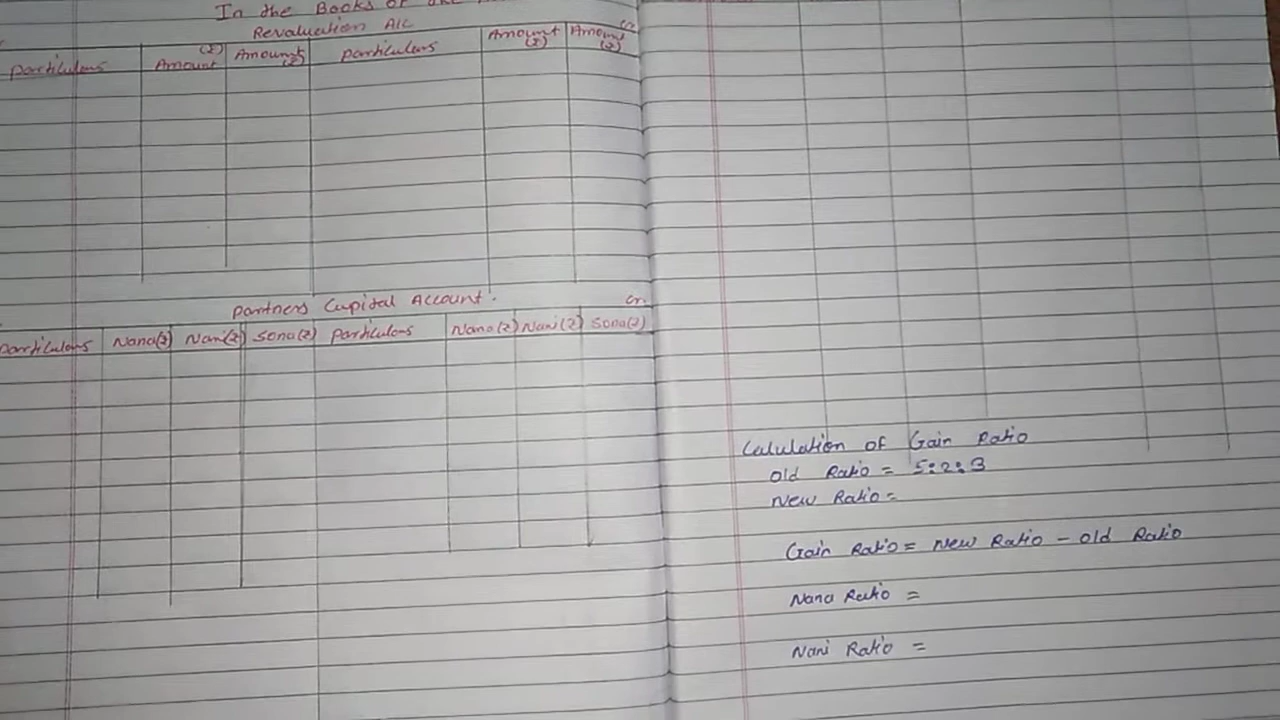 In the Books of
Revaluation A/c
Cr
Particulars Amount (₹) Amount (₹) Particulars Amount (₹) Amount (₹)
Partners Capital Account.
Cr.
Particulars Nana(₹) Nani(₹) Sona(₹) Particulars Nana(₹) Nani(₹) Sona(₹)
Calulation of Gain Ratio
Old Ratio = 5:2:3
New Ratio =
Gain Ratio = New Ratio - Old Ratio
Nana Ratio =
Nani Ratio =